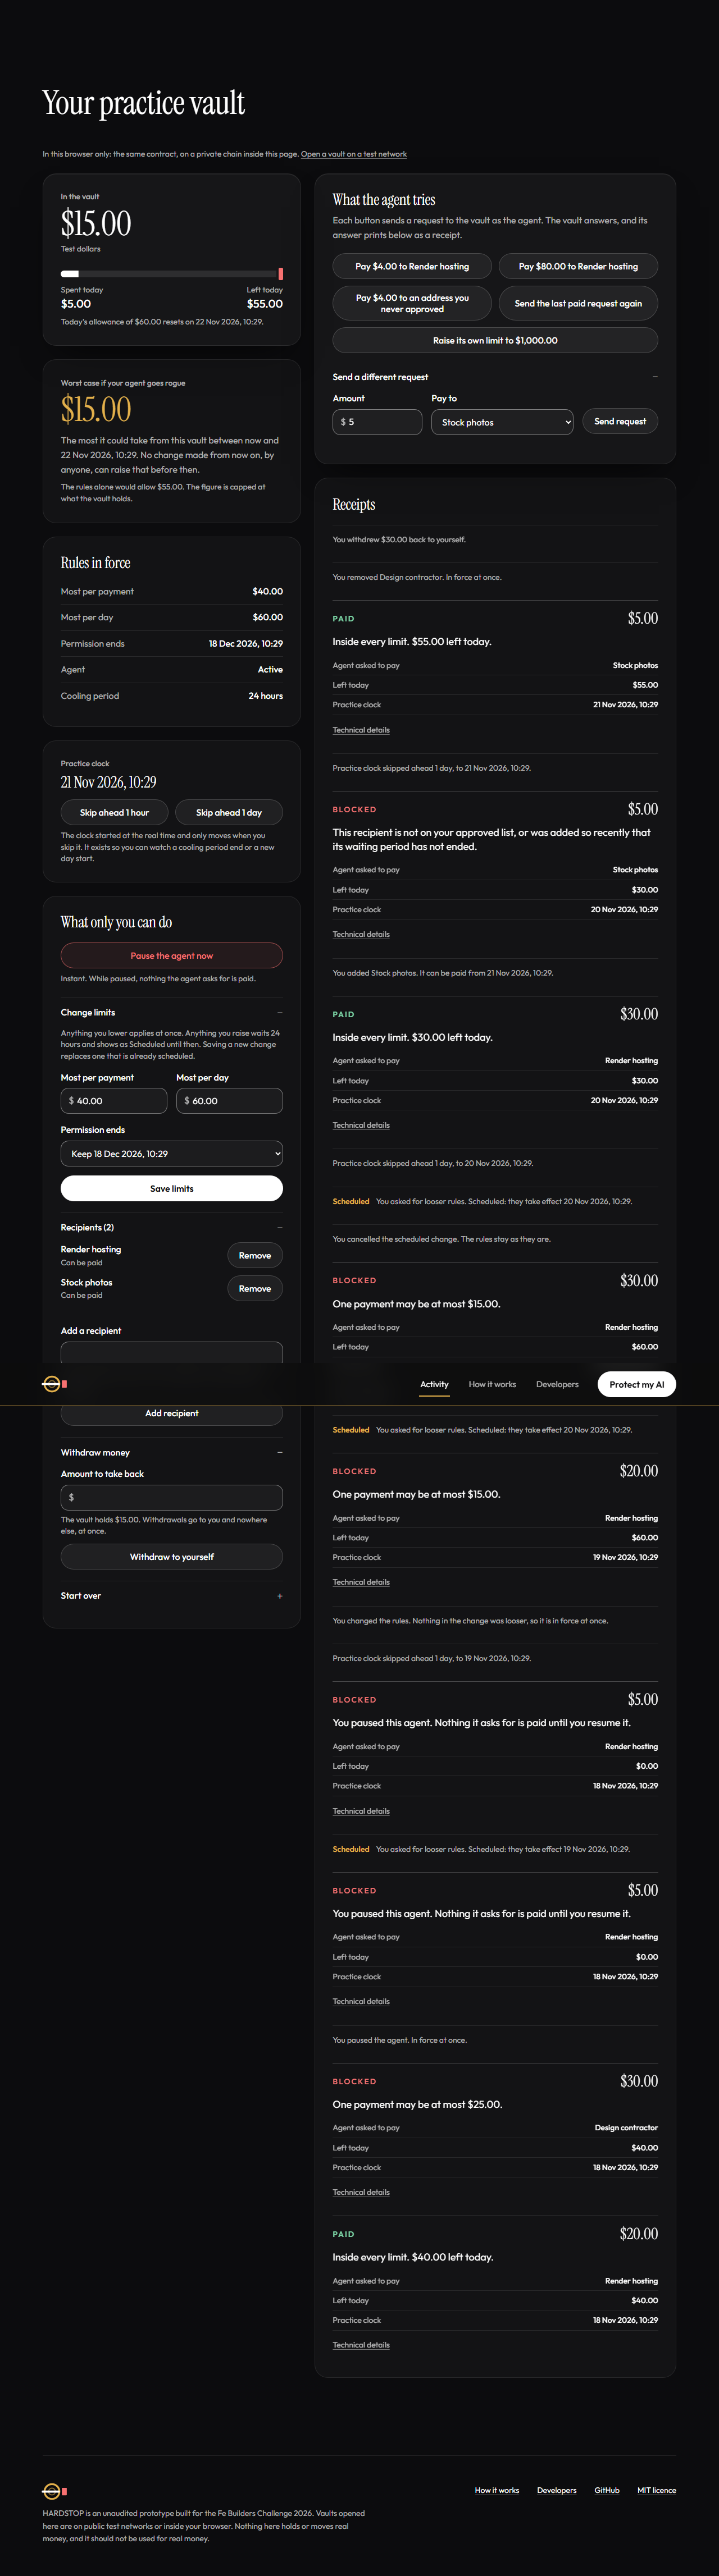 Your practice vault
In this browser only: the same contract, on a private chain inside this page. Open a vault on a test network
In the vault
$15.00
Test dollars
Spent today
Left today
$5.00
$55.00
Today's allowance of $60.00 resets on 22 Nov 2026, 10:29.
Worst case if your agent goes rogue
$15.00
The most it could take from this vault between now and
22 Nov 2026, 10:29. No change made from now on, by
anyone, can raise that before then.
The rules alone would allow $55.00. The figure is capped at
what the vault holds.
Rules in force
Most per payment $40.00
Most per day $60.00
Permission ends 18 Dec 2026, 10:29
Agent Active
Cooling period 24 hours
Practice clock
21 Nov 2026, 10:29
Skip ahead 1 hour
Skip ahead 1 day
The clock started at the real time and only moves when you
skip it. It exists so you can watch a cooling period end or a new
day start.
What only you can do
Pause the agent now
Instant. While paused, nothing the agent asks for is paid.
Change limits −
Anything you lower applies at once. Anything you raise waits 24
hours and shows as Scheduled until then. Saving a new change
replaces one that is already scheduled.
Most per payment
Most per day
$ 40.00
$ 60.00
Permission ends
Keep 18 Dec 2026, 10:29
Save limits
Recipients (2) −
Render hosting
Can be paid
Remove
Stock photos
Can be paid
Remove
Add a recipient
Add recipient
Withdraw money −
Amount to take back
$
The vault holds $15.00. Withdrawals go to you and nowhere
else, at once.
Withdraw to yourself
Start over +
What the agent tries
Each button sends a request to the vault as the agent. The vault answers, and its
answer prints below as a receipt.
Pay $4.00 to Render hosting
Pay $80.00 to Render hosting
Pay $4.00 to an address you
never approved
Send the last paid request again
Raise its own limit to $1,000.00
Send a different request −
Amount
Pay to
$ 5
Stock photos
Send request
Receipts
You withdrew $30.00 back to yourself.
You removed Design contractor. In force at once.
PAID $5.00
Inside every limit. $55.00 left today.
Agent asked to pay Stock photos
Left today $55.00
Practice clock 21 Nov 2026, 10:29
Technical details
Practice clock skipped ahead 1 day, to 21 Nov 2026, 10:29.
BLOCKED $5.00
This recipient is not on your approved list, or was added so recently that
its waiting period has not ended.
Agent asked to pay Stock photos
Left today $30.00
Practice clock 20 Nov 2026, 10:29
Technical details
You added Stock photos. It can be paid from 21 Nov 2026, 10:29.
PAID $30.00
Inside every limit. $30.00 left today.
Agent asked to pay Render hosting
Left today $30.00
Practice clock 20 Nov 2026, 10:29
Technical details
Practice clock skipped ahead 1 day, to 20 Nov 2026, 10:29.
Scheduled You asked for looser rules. Scheduled: they take effect 20 Nov 2026, 10:29.
You cancelled the scheduled change. The rules stay as they are.
BLOCKED $30.00
One payment may be at most $15.00.
Agent asked to pay Render hosting
Left today $60.00
Activity
How it works
Developers
Protect my AI
Scheduled You asked for looser rules. Scheduled: they take effect 20 Nov 2026, 10:29.
BLOCKED $20.00
One payment may be at most $15.00.
Agent asked to pay Render hosting
Left today $60.00
Practice clock 19 Nov 2026, 10:29
Technical details
You changed the rules. Nothing in the change was looser, so it is in force at once.
Practice clock skipped ahead 1 day, to 19 Nov 2026, 10:29.
BLOCKED $5.00
You paused this agent. Nothing it asks for is paid until you resume it.
Agent asked to pay Render hosting
Left today $0.00
Practice clock 18 Nov 2026, 10:29
Technical details
Scheduled You asked for looser rules. Scheduled: they take effect 19 Nov 2026, 10:29.
BLOCKED $5.00
You paused this agent. Nothing it asks for is paid until you resume it.
Agent asked to pay Render hosting
Left today $0.00
Practice clock 18 Nov 2026, 10:29
Technical details
You paused the agent. In force at once.
BLOCKED $30.00
One payment may be at most $25.00.
Agent asked to pay Design contractor
Left today $40.00
Practice clock 18 Nov 2026, 10:29
Technical details
PAID $20.00
Inside every limit. $40.00 left today.
Agent asked to pay Render hosting
Left today $40.00
Practice clock 18 Nov 2026, 10:29
Technical details
How it works
Developers
GitHub
MIT licence
HARDSTOP is an unaudited prototype built for the Fe Builders Challenge 2026. Vaults opened
here are on public test networks or inside your browser. Nothing here holds or moves real
money, and it should not be used for real money.